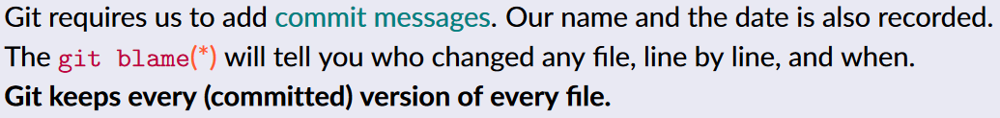 Git requires us to add commit messages. Our name and the date is also recorded.
The git blame(*) will tell you who changed any file, line by line, and when.
Git keeps every (committed) version of every file.